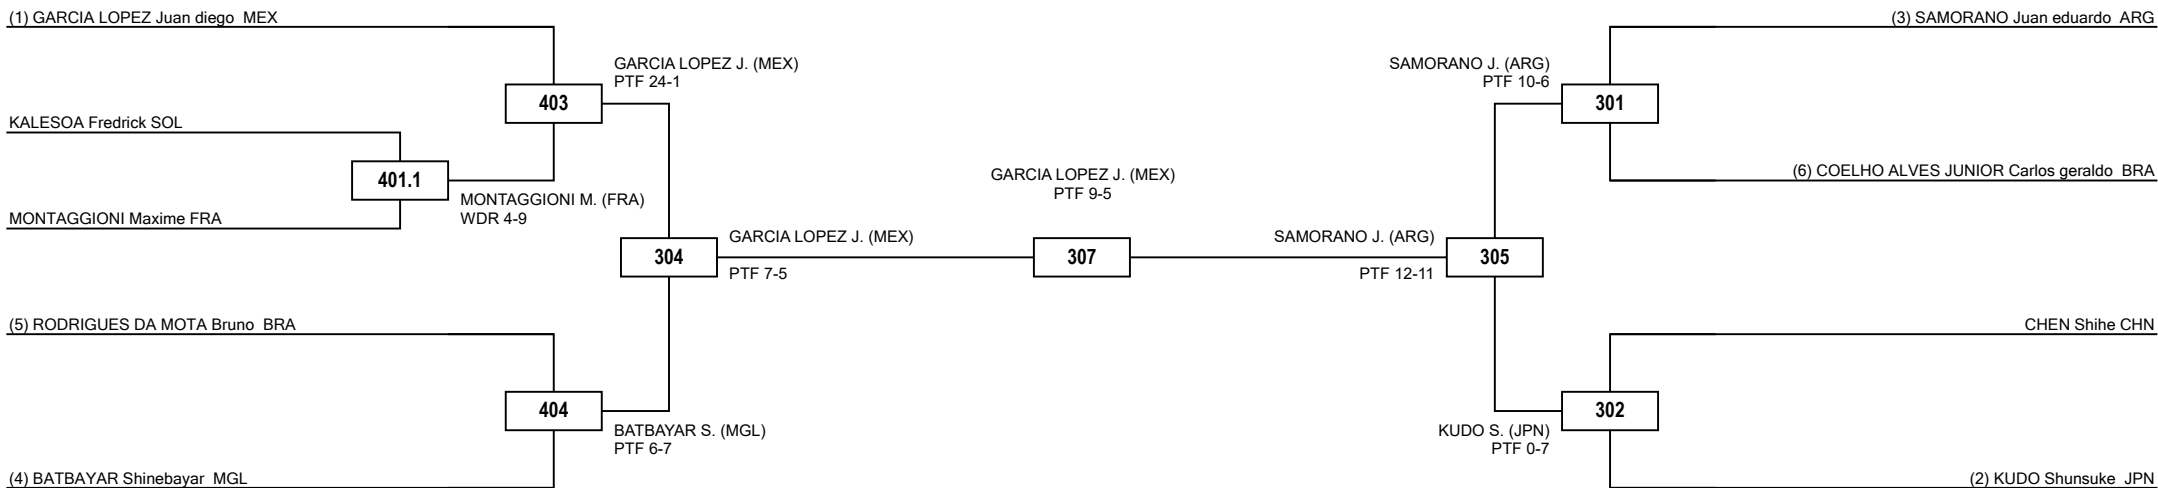 (1) GARCIA LOPEZ Juan diego MEX
(3) SAMORANO Juan eduardo ARG
GARCIA LOPEZ J. (MEX)
PTF 24-1
SAMORANO J. (ARG)
PTF 10-6
403
301
KALESOA Fredrick SOL
401.1
GARCIA LOPEZ J. (MEX)
PTF 9-5
(6) COELHO ALVES JUNIOR Carlos geraldo BRA
MONTAGGIONI M. (FRA)
WDR 4-9
MONTAGGIONI Maxime FRA
304
GARCIA LOPEZ J. (MEX)
PTF 7-5
307
SAMORANO J. (ARG)
PTF 12-11
305
(5) RODRIGUES DA MOTA Bruno BRA
CHEN Shihe CHN
404
302
BATBAYAR S. (MGL)
PTF 6-7
KUDO S. (JPN)
PTF 0-7
(4) BATBAYAR Shinebayar MGL
(2) KUDO Shunsuke JPN